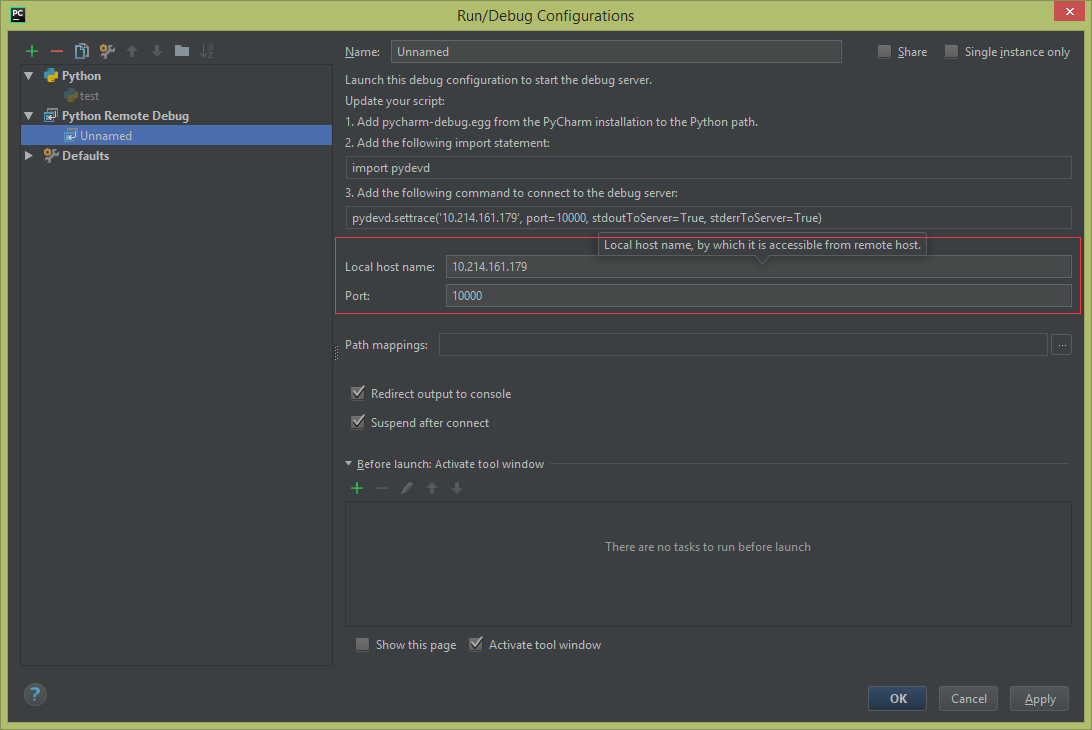 PC
Run/Debug Configurations
Python
test
Python Remote Debug
Unnamed
Defaults
Name: Unnamed
Share
Single instance only
Launch this debug configuration to start the debug server.
Update your script:
1. Add pycharm-debug.egg from the PyCharm installation to the Python path.
2. Add the following import statement:
import pydevd
3. Add the following command to connect to the debug server:
pydevd.settrace('10.214.161.179', port=10000, stdoutToServer=True, stderrToServer=True)
Local host name, by which it is accessible from remote host.
Local host name: 10.214.161.179
Port: 10000
Path mappings: ...
Redirect output to console
Suspend after connect
Before launch: Activate tool window
There are no tasks to run before launch
Show this page Activate tool window
? OK Cancel Apply